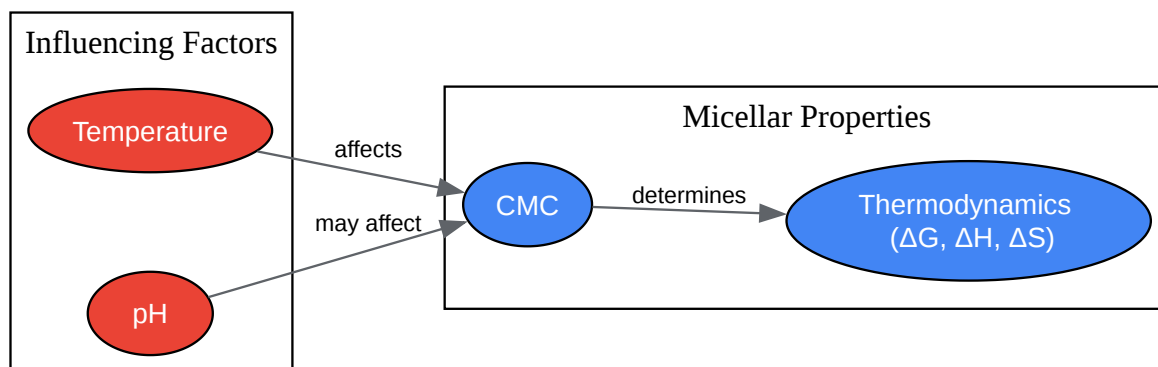 Influencing Factors
Temperature
pH
affects
may affect
Micellar Properties
CMC
determines
Thermodynamics
(ΔG, ΔH, ΔS)